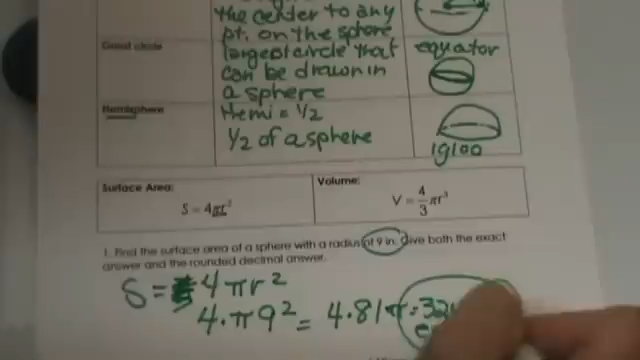 the center to any
pt. on the sphere
Great circle
largest circle that
can be drawn in
a sphere
equator
Hemisphere
Hemi = 1/2
1/2 of a sphere
igloo
Surface Area:
S = 4πr²
Volume:
V = 4/3 πr³
1. Find the surface area of a sphere with a radius of 9 in. Give both the exact
answer and the rounded decimal answer.
S = 4πr²
4·π9² = 4·81π = 32